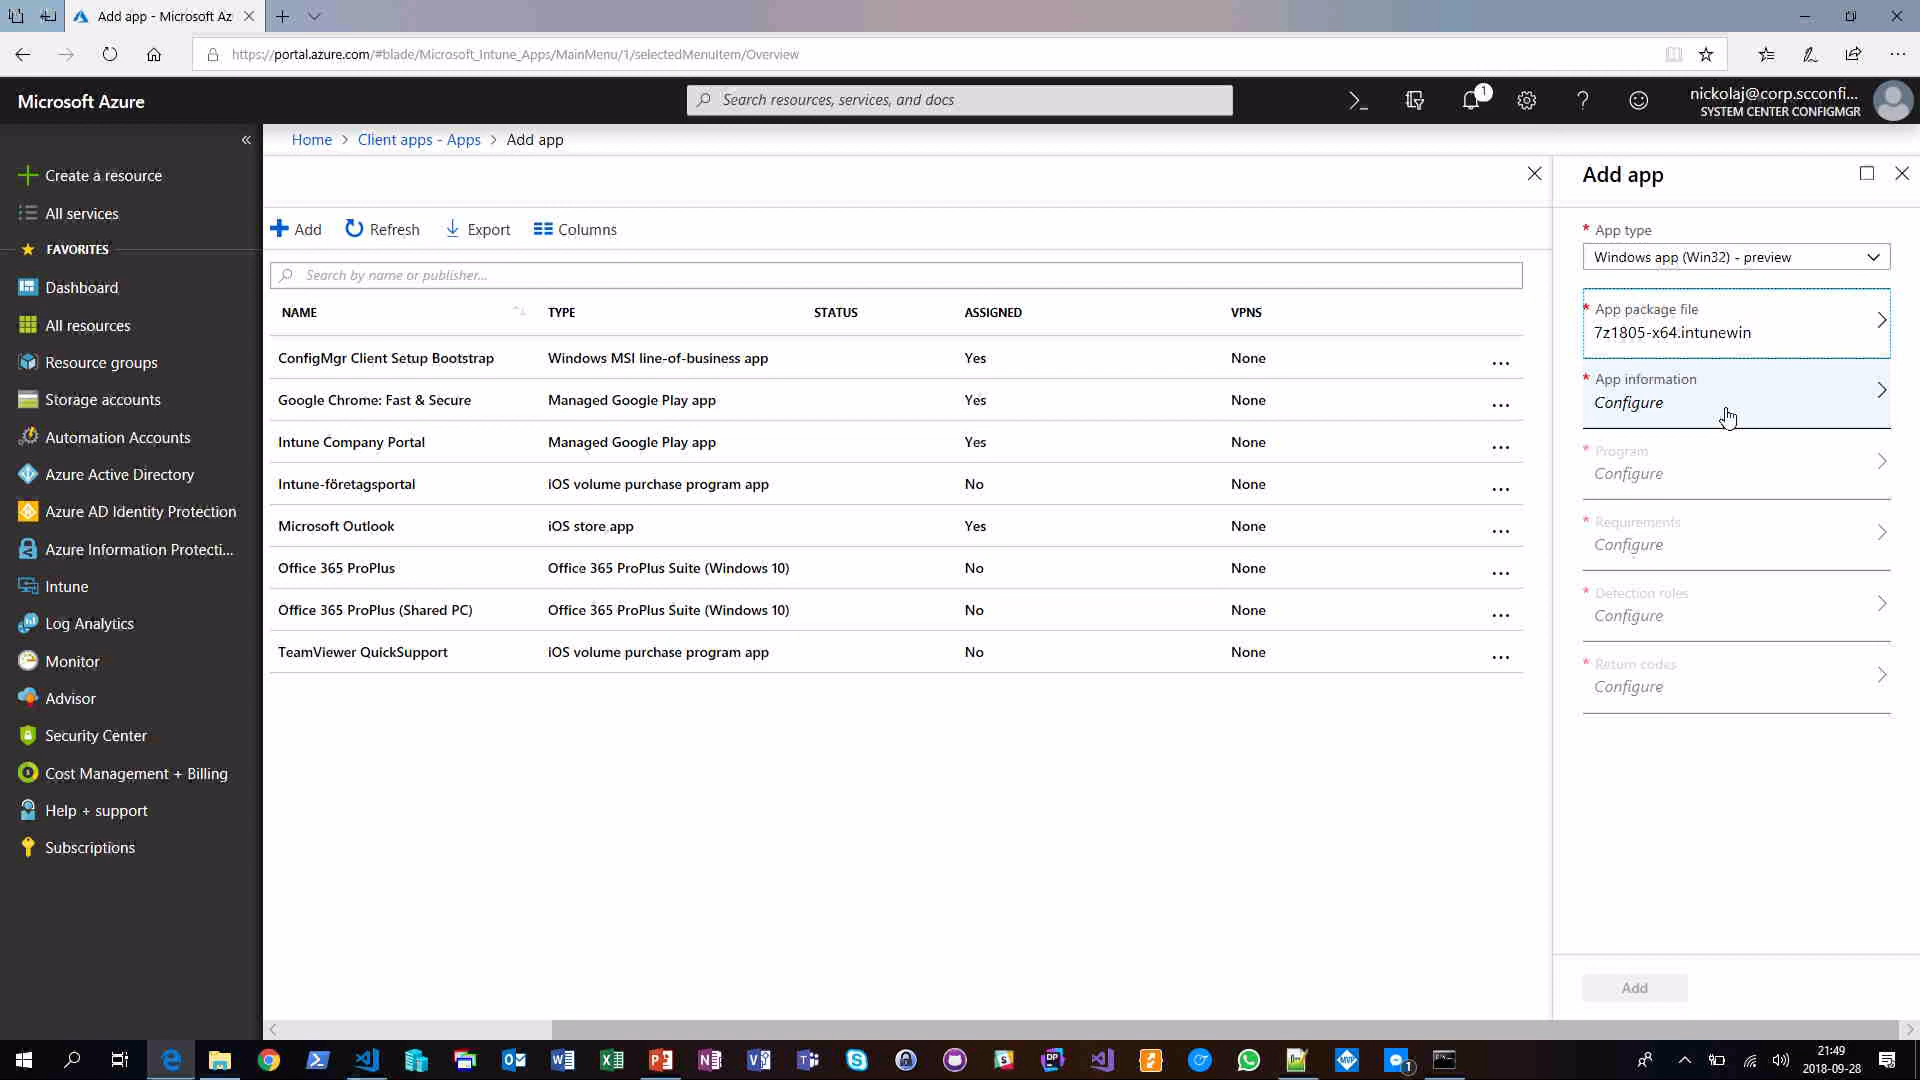 Add app - Microsoft Az
https://portal.azure.com/#blade/Microsoft_Intune_Apps/MainMenu/1/selectedMenuItem/Overview
Microsoft Azure
Search resources, services, and docs
1
nickolaj@corp.scconfi...
SYSTEM CENTER CONFIGMGR
Home > Client apps - Apps > Add app
Create a resource
All services
FAVORITES
Dashboard
All resources
Resource groups
Storage accounts
Automation Accounts
Azure Active Directory
Azure AD Identity Protection
Azure Information Protecti...
Intune
Log Analytics
Monitor
Advisor
Security Center
Cost Management + Billing
Help + support
Subscriptions
Add Refresh Export Columns
Search by name or publisher...
NAME TYPE STATUS ASSIGNED VPNS
ConfigMgr Client Setup Bootstrap Windows MSI line-of-business app Yes None ...
Google Chrome: Fast & Secure Managed Google Play app Yes None ...
Intune Company Portal Managed Google Play app Yes None ...
Intune-företagsportal iOS volume purchase program app No None ...
Microsoft Outlook iOS store app Yes None ...
Office 365 ProPlus Office 365 ProPlus Suite (Windows 10) No None ...
Office 365 ProPlus (Shared PC) Office 365 ProPlus Suite (Windows 10) No None ...
TeamViewer QuickSupport iOS volume purchase program app No None ...
Add app
* App type
Windows app (Win32) - preview
* App package file
7z1805-x64.intunewin
* App information
Configure
* Program
Configure
* Requirements
Configure
* Detection rules
Configure
* Return codes
Configure
Add
21:49
2018-09-28